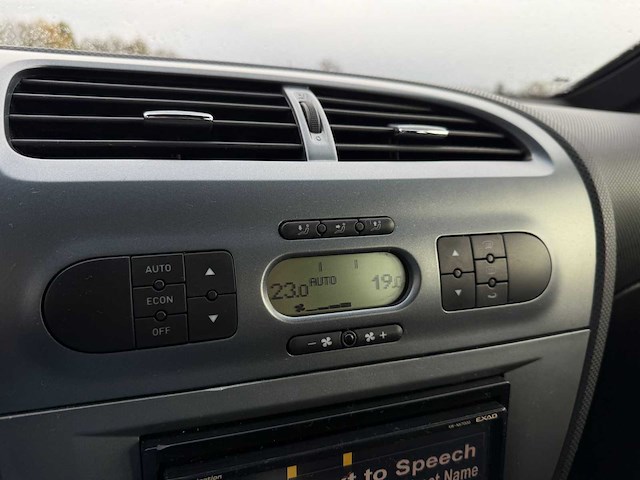 AUTO
ECON
OFF
23.0 AUTO 19.0
- +
EXAD
t to Speech
t Name